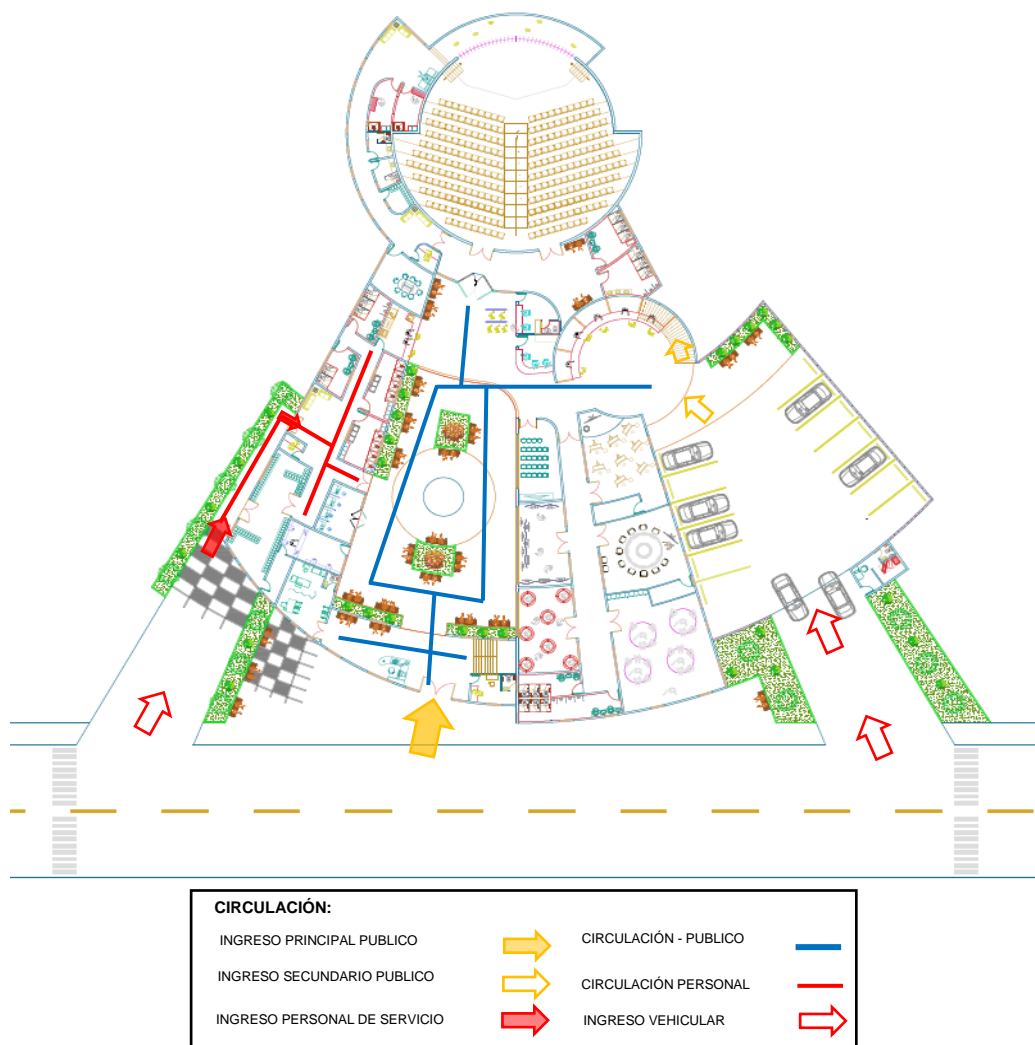 CIRCULACIÓN:
INGRESO PRINCIPAL PUBLICO
CIRCULACIÓN - PUBLICO
INGRESO SECUNDARIO PUBLICO
CIRCULACIÓN PERSONAL
INGRESO PERSONAL DE SERVICIO
INGRESO VEHICULAR